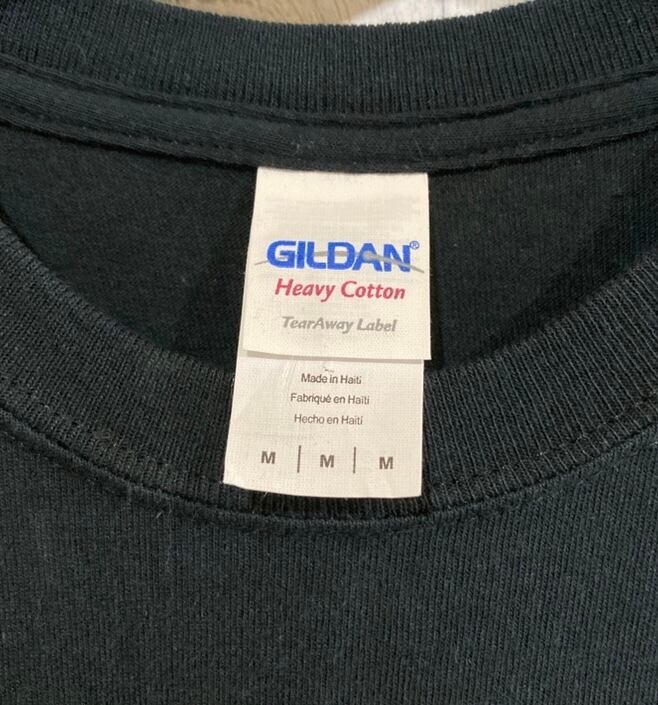 GILDAN®
Heavy Cotton
TearAway Label
Made in Haiti
Fabriqué en Haïti
Hecho en Haití
M | M | M